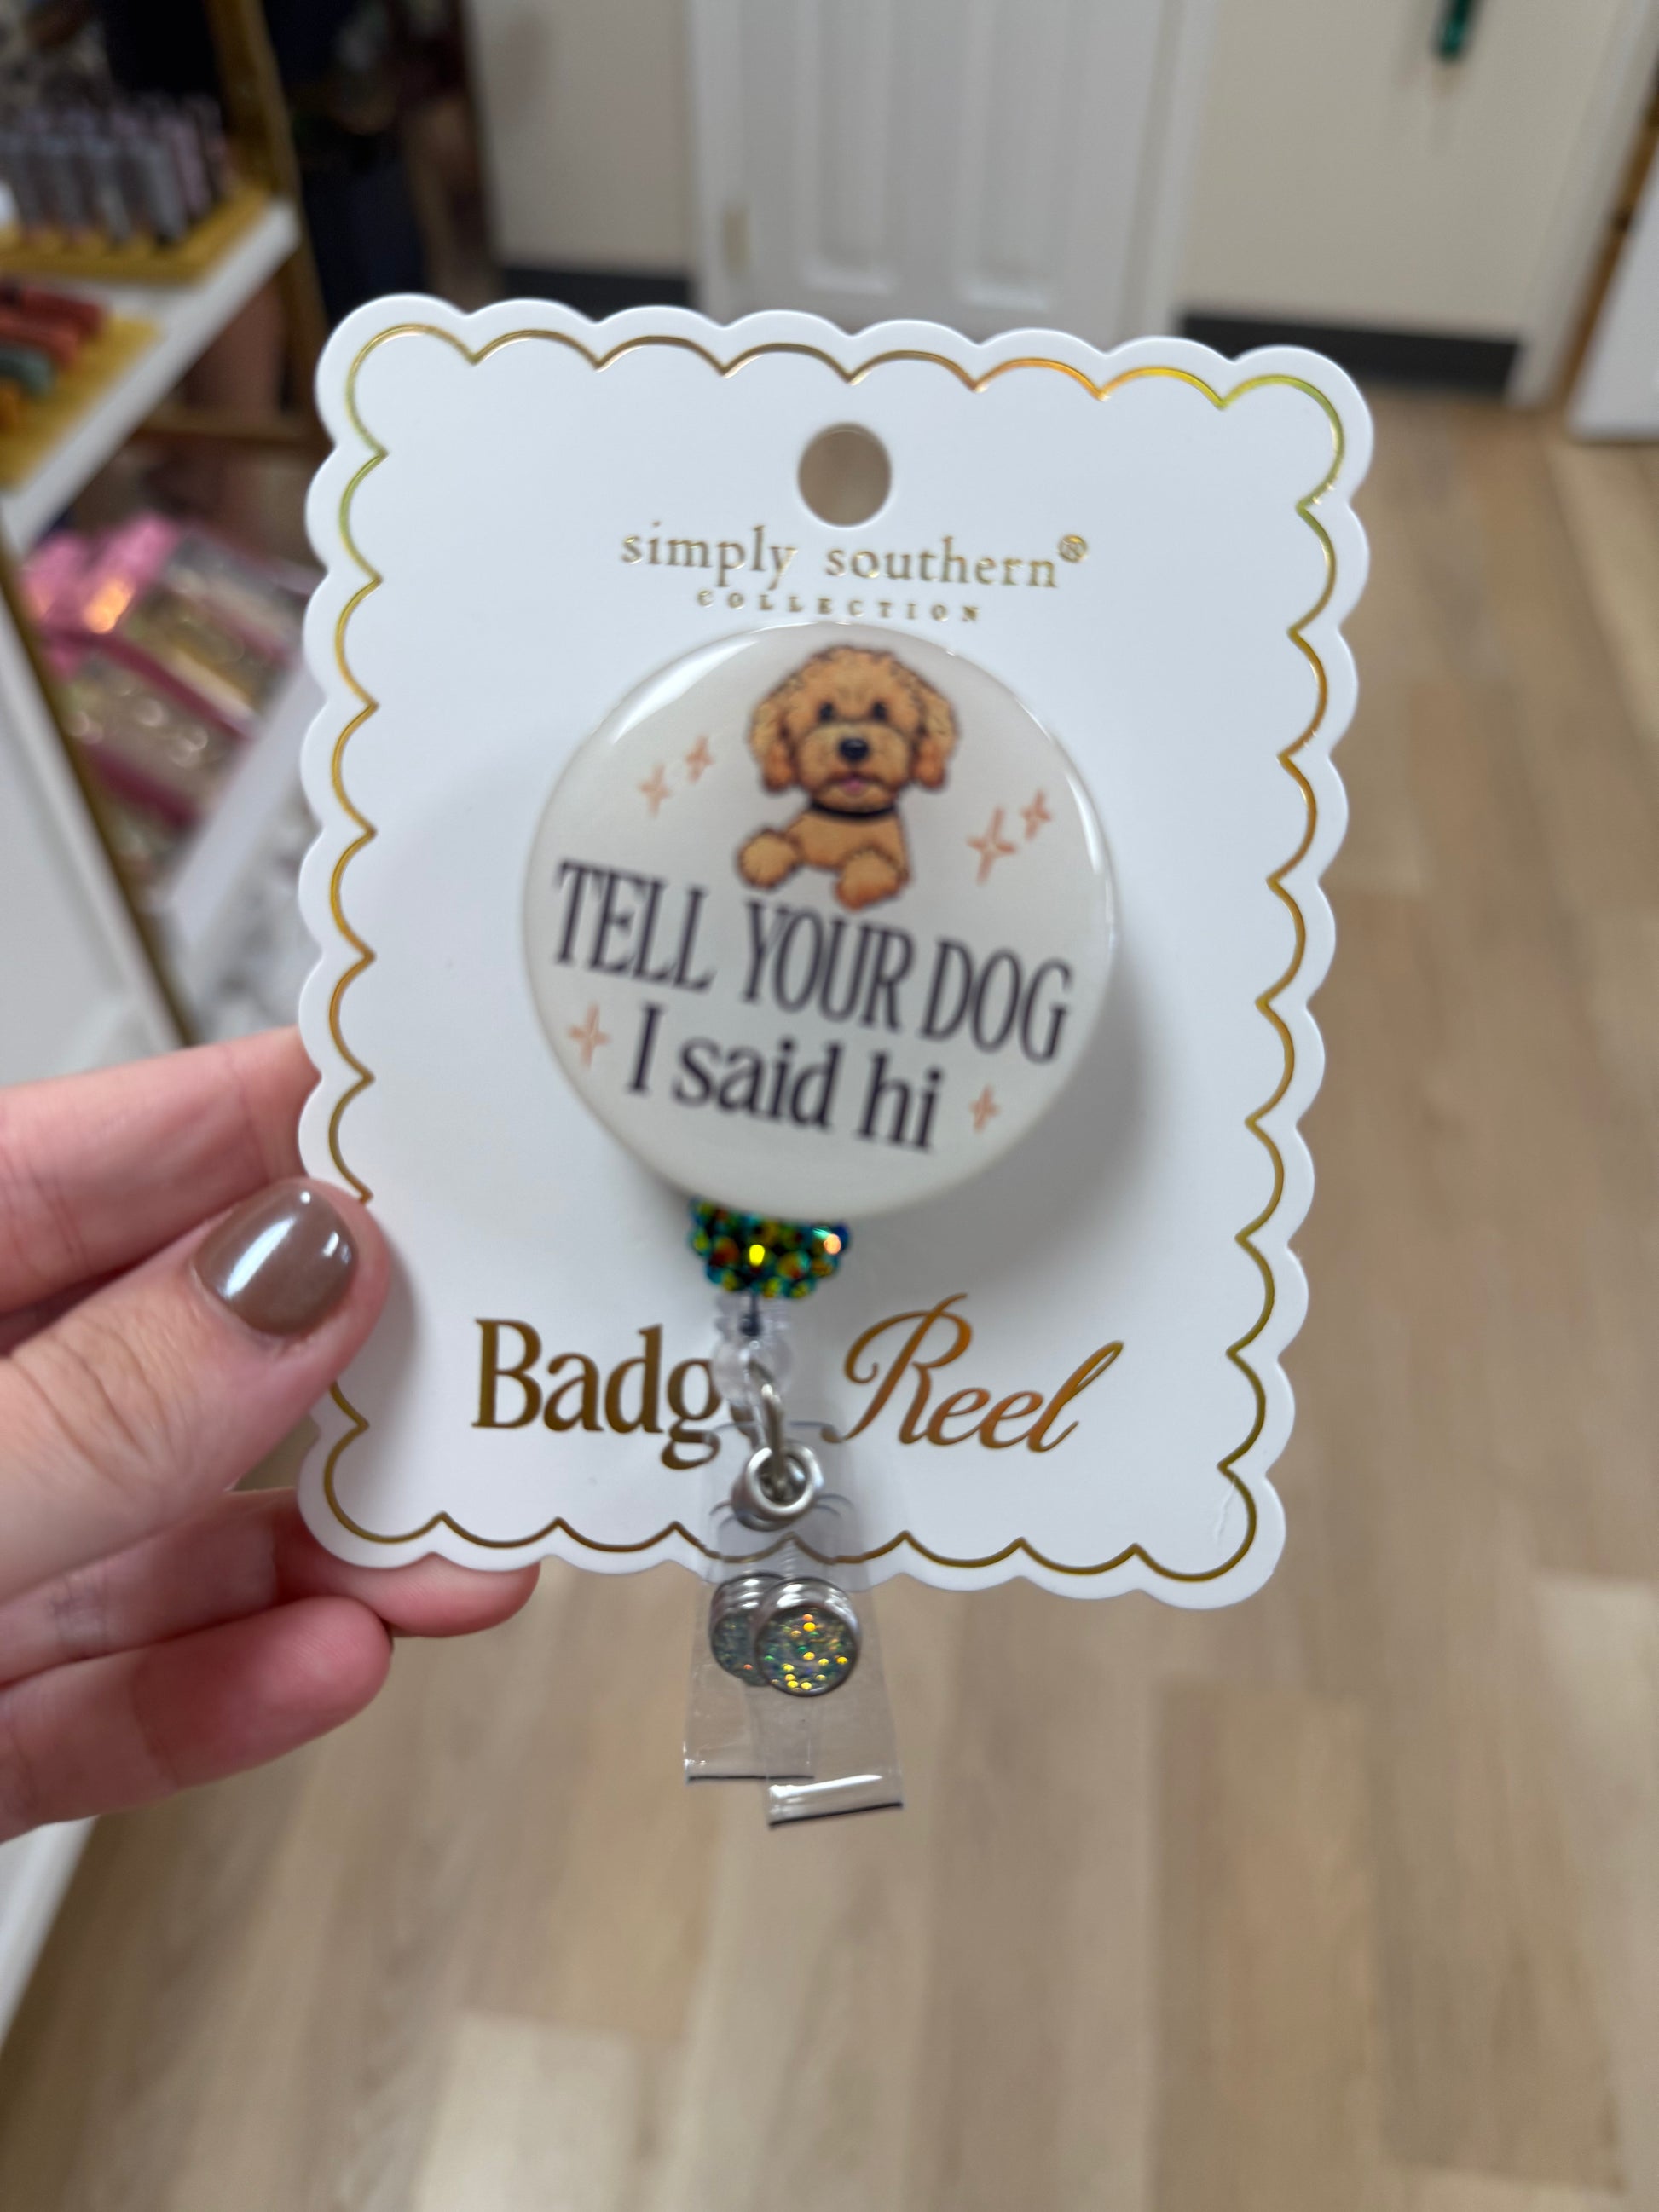 simply southern®
COLLECTION
TELL YOUR DOG
I said hi
Badg Reel